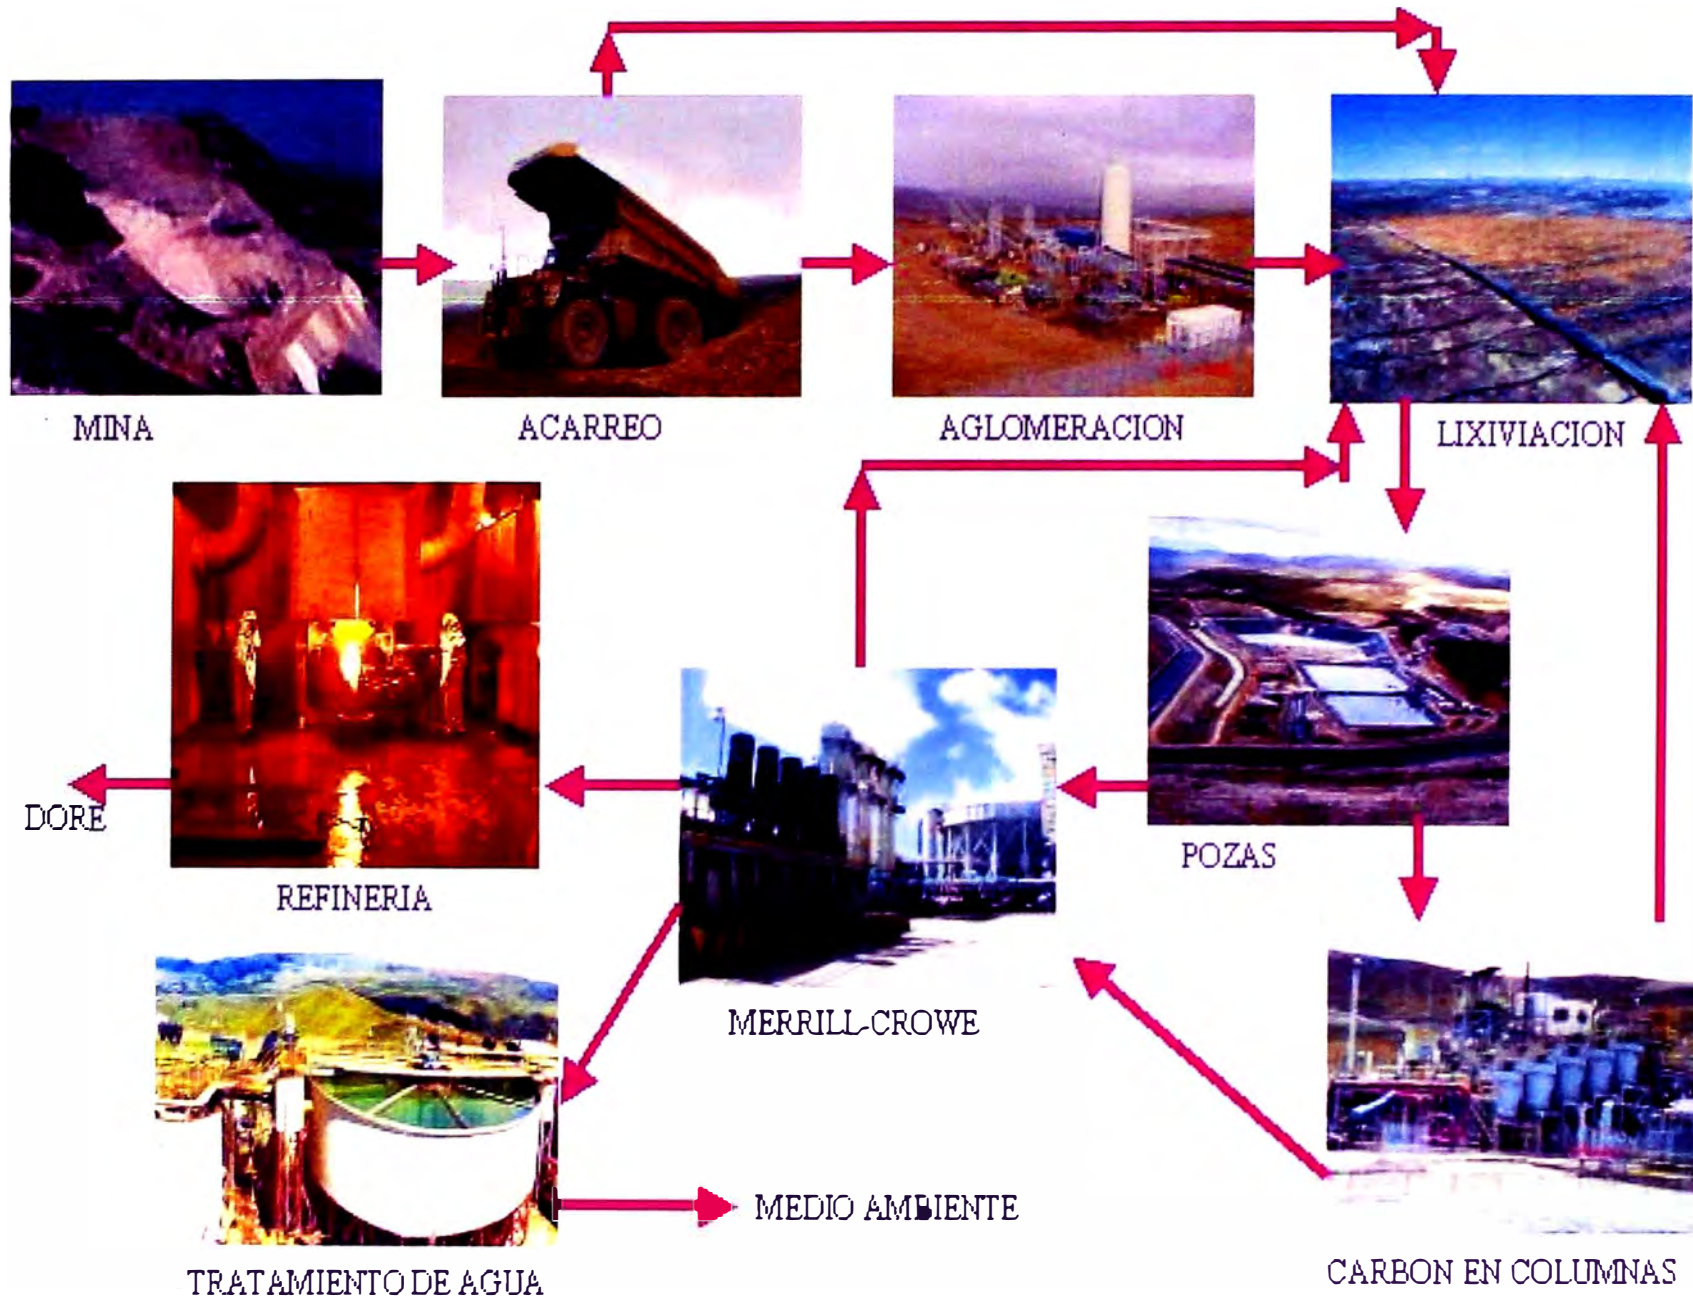 MINA
ACARREO
AGLOMERACION
LIXIVIACION
DORE
REFINERIA
POZAS
MERRILL-CROWE
MEDIO AMBIENTE
TRATAMIENTO DE AGUA
CARBON EN COLUMNAS